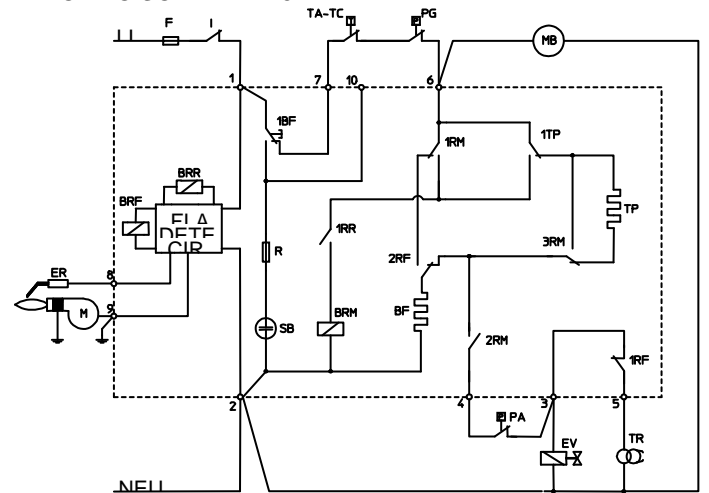 TA-TC
PG
F
I
MB
1
7
10
6
1BF
1RM
1TP
BRR
BRF
TP
1RR
3RM
R
2RF
ER
8
BF
M
9
SB
BRM
2RM
1RF
2
4
3
5
PA
EV
TR